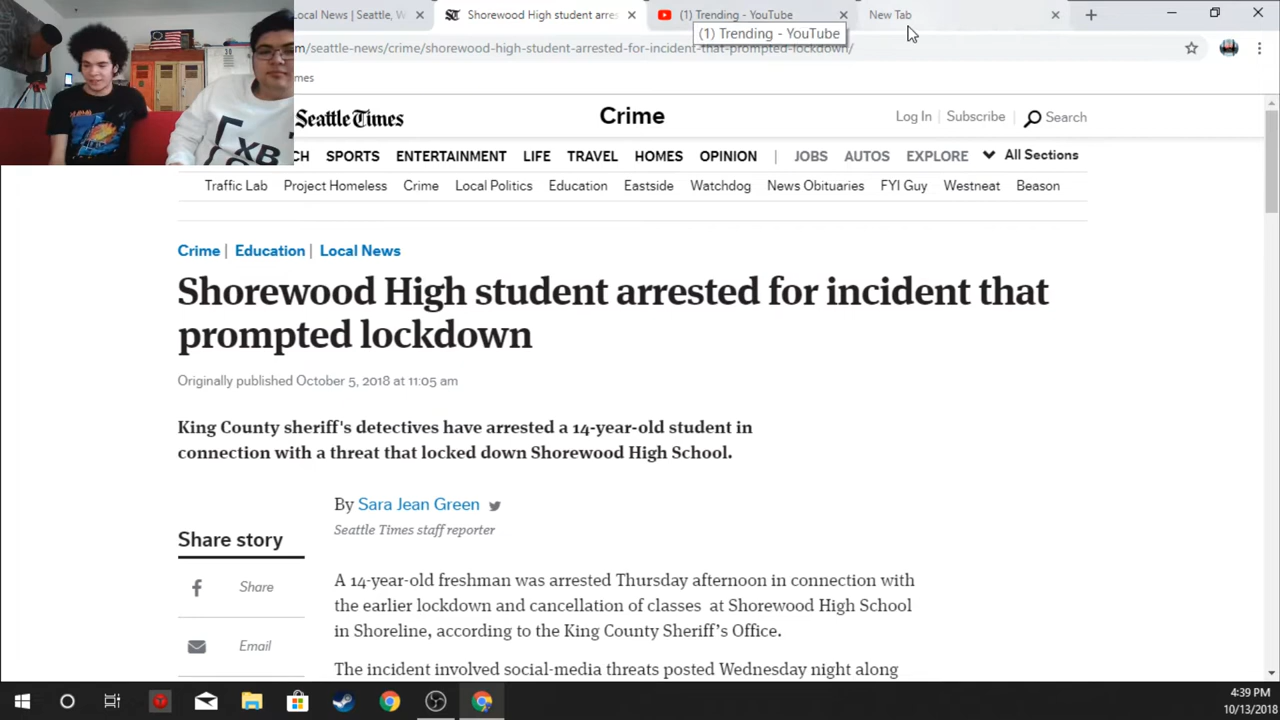 Local News | Seattle, W
Shorewood High student arres
(1) Trending - YouTube
New Tab
(1) Trending - YouTube
m/seattle-news/crime/shorewood-high-student-arrested-for-incident-that-prompted-lockdown/
mes
30
XB
Seattle Times
Crime
Log In | Subscribe | Search
CH SPORTS ENTERTAINMENT LIFE TRAVEL HOMES OPINION | JOBS AUTOS EXPLORE All Sections
Traffic Lab Project Homeless Crime Local Politics Education Eastside Watchdog News Obituaries FYI Guy Westneat Beason
Crime | Education | Local News
Shorewood High student arrested for incident that
prompted lockdown
Originally published October 5, 2018 at 11:05 am
King County sheriff's detectives have arrested a 14-year-old student in
connection with a threat that locked down Shorewood High School.
By Sara Jean Green
Seattle Times staff reporter
Share story
Share
Email
A 14-year-old freshman was arrested Thursday afternoon in connection with
the earlier lockdown and cancellation of classes at Shorewood High School
in Shoreline, according to the King County Sheriff's Office.
The incident involved social-media threats posted Wednesday night along
4:39 PM
10/13/2018